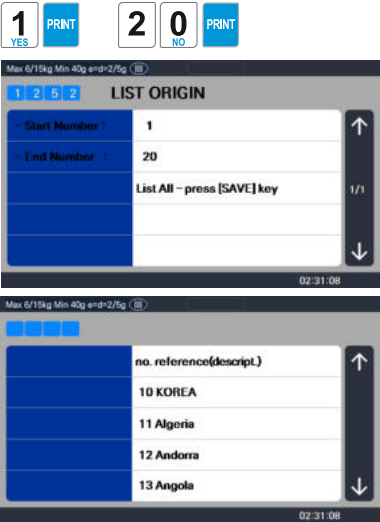 1 PRINT 2 0 PRINT
YES NO
Max 6/15kg Min 40g e=d=2/5g (III)
1 2 5 2 LIST ORIGIN
- Start Number : 1
- End Number : 20
List All - press [SAVE] key
1/1
02:31:08
Max 6/15kg Min 40g e=d=2/5g (III)
no. reference(descript.)
10 KOREA
11 Algeria
12 Andorra
13 Angola
02:31:08